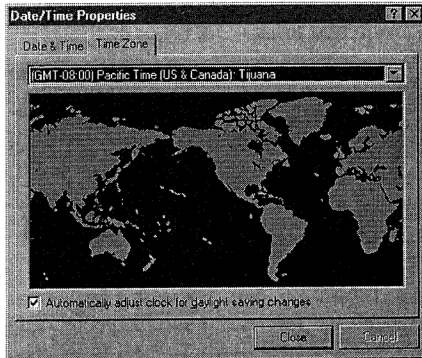 Date/Time Properties
Date & Time
Time Zone
(GMT-08:00) Pacific Time (US & Canada); Tijuana
Automatically adjust clock for daylight saving changes
Close
Cancel